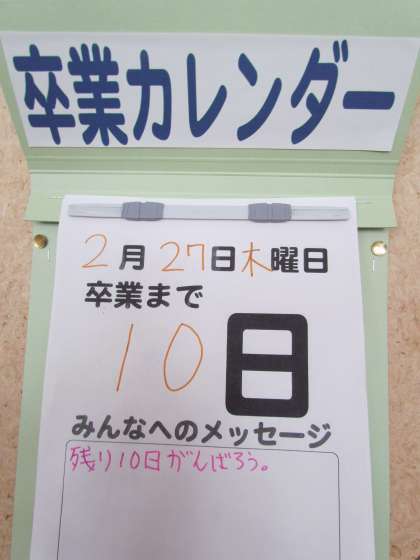 卒業カレンダー
2月27日木曜日
卒業まで
10日
みんなへのメッセージ
残り10日がんばろう。